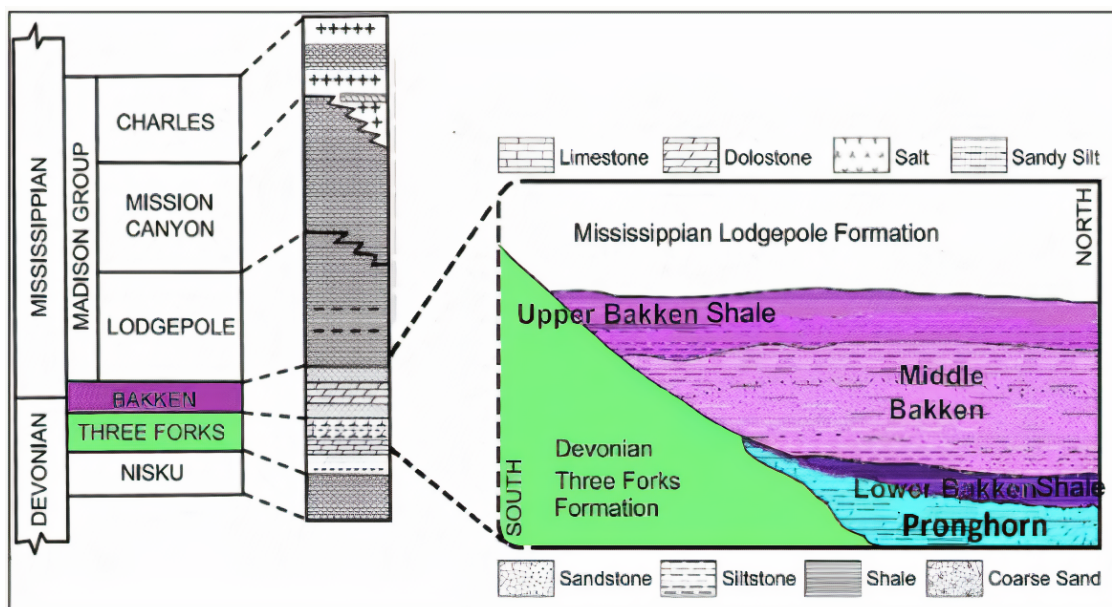 MISSISSIPPIAN
DEVONIAN
MADISON GROUP
CHARLES
MISSION
CANYON
LODGEPOLE
BAKKEN
THREE FORKS
NISKU
Limestone
Dolostone
Salt
Sandy Silt
Mississippian Lodgepole Formation
NORTH
Upper Bakken Shale
Middle
Bakken
Devonian
Three Forks
Formation
SOUTH
Lower Bakken Shale
Pronghorn
Sandstone
Siltstone
Shale
Coarse Sand